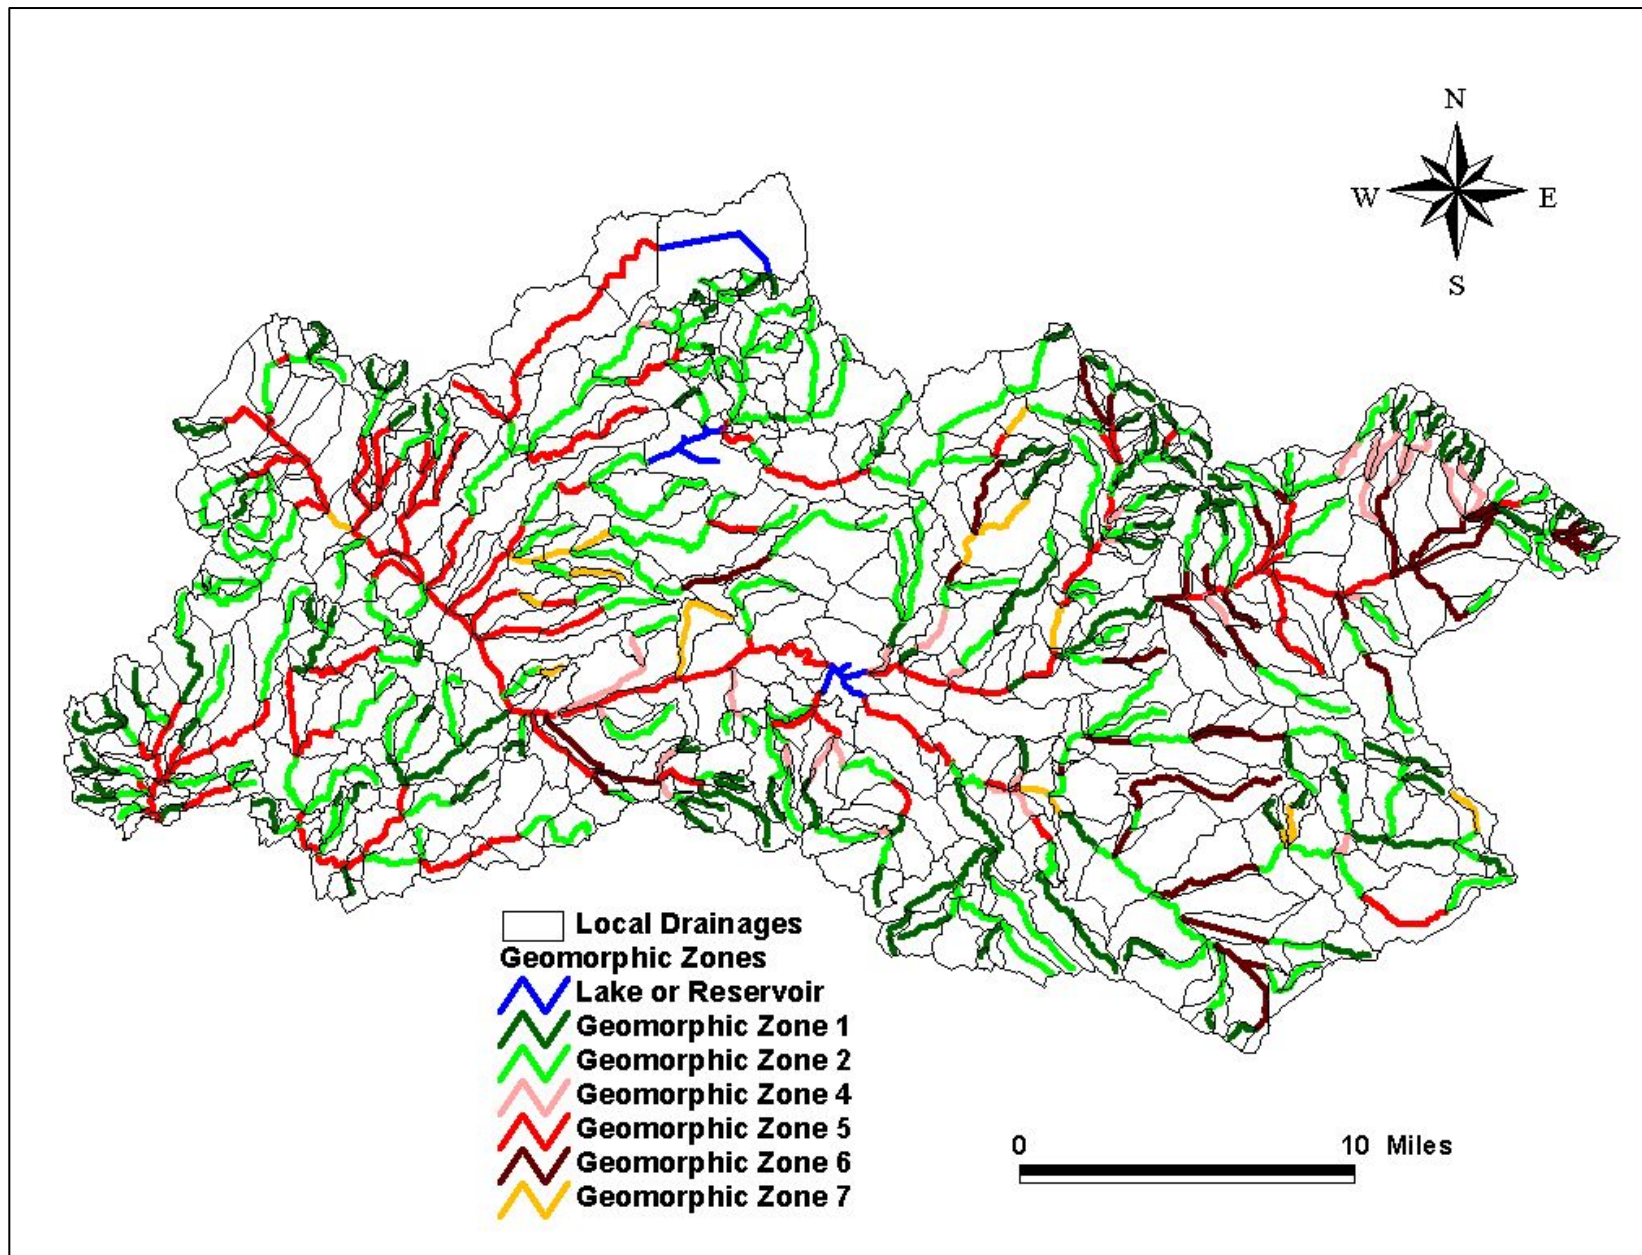 N
W E
S
Local Drainages
Geomorphic Zones
Lake or Reservoir
Geomorphic Zone 1
Geomorphic Zone 2
Geomorphic Zone 4
Geomorphic Zone 5
Geomorphic Zone 6
Geomorphic Zone 7
0 10 Miles